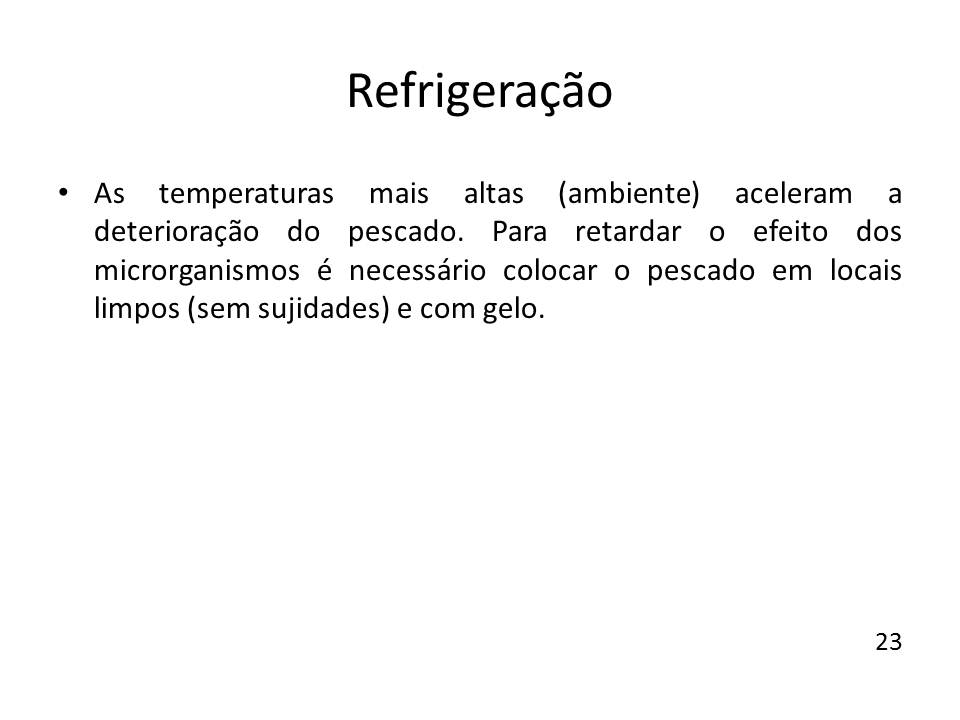 Refrigeração
• As temperaturas mais altas (ambiente) aceleram a
deterioração do pescado. Para retardar o efeito dos
microrganismos é necessário colocar o pescado em locais
limpos (sem sujidades) e com gelo.
23